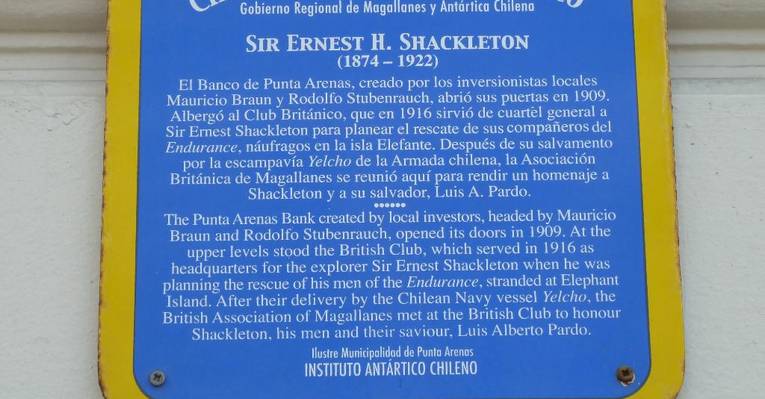 Gobierno Regional de Magallanes y Antártica Chilena
SIR ERNEST H. SHACKLETON
(1874 – 1922)
El Banco de Punta Arenas, creado por los inversionistas locales
Mauricio Braun y Rodolfo Stubenrauch, abrió sus puertas en 1909.
Albergó al Club Británico, que en 1916 sirvió de cuartel general a
Sir Ernest Shackleton para planear el rescate de sus compañeros del
Endurance, náufragos en la isla Elefante. Después de su salvamento
por la escampavía Yelcho de la Armada chilena, la Asociación
Británica de Magallanes se reunió aquí para rendir un homenaje a
Shackleton y a su salvador, Luis A. Pardo.
••••••
The Punta Arenas Bank created by local investors, headed by Mauricio
Braun and Rodolfo Stubenrauch, opened its doors in 1909. At the
upper levels stood the British Club, which served in 1916 as
headquarters for the explorer Sir Ernest Shackleton when he was
planning the rescue of his men of the Endurance, stranded at Elephant
Island. After their delivery by the Chilean Navy vessel Yelcho, the
British Association of Magallanes met at the British Club to honour
Shackleton, his men and their saviour, Luis Alberto Pardo.
Ilustre Municipalidad de Punta Arenas
INSTITUTO ANTÁRTICO CHILENO